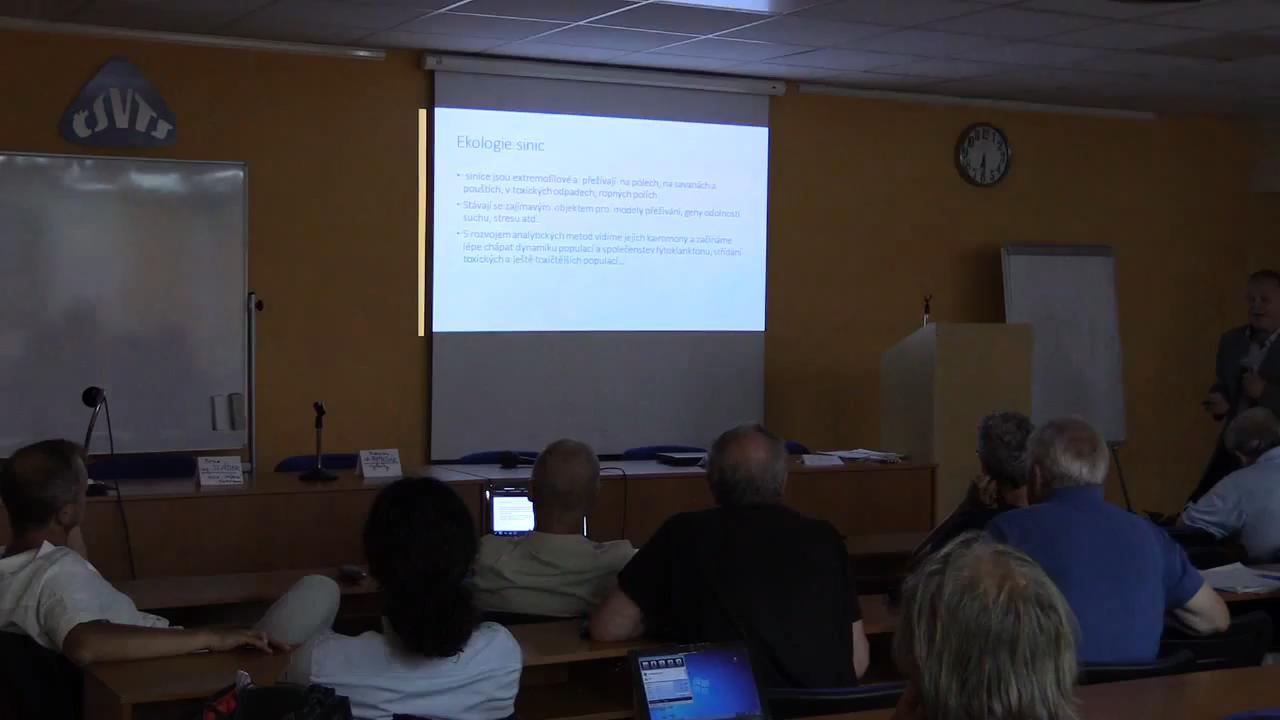 ČSVTS
Ekologie sinic
• sinice jsou extremofilové a přežívají na pólech, na savanách a
pouštích, v toxických odpadech, ropných polích
• Stávají se zajímavým objektem pro modely přežívání, geny odolnosti
suchu, stresu atd.
• S rozvojem analytických metod vidíme jejich kairomony a začínáme
lépe chápat dynamiku populací a společenstev fytoklanktonu, střídání
toxických a ještě toxičtějších populací…